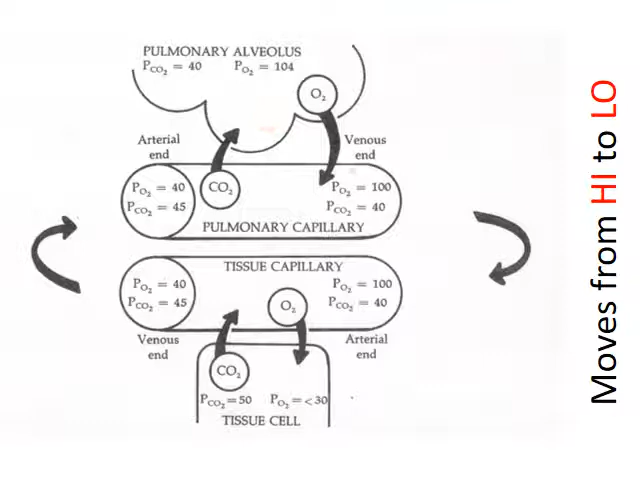 PULMONARY ALVEOLUS
PCO₂ = 40 PO₂ = 104
O₂
Arterial
end
Venous
end
PO₂ = 40
PCO₂ = 45
CO₂
PO₂ = 100
PCO₂ = 40
PULMONARY CAPILLARY
TISSUE CAPILLARY
PO₂ = 40
PCO₂ = 45
O₂
PO₂ = 100
PCO₂ = 40
Venous
end
Arterial
end
CO₂
PCO₂ = 50 PO₂ = < 30
TISSUE CELL
Moves from HI to LO